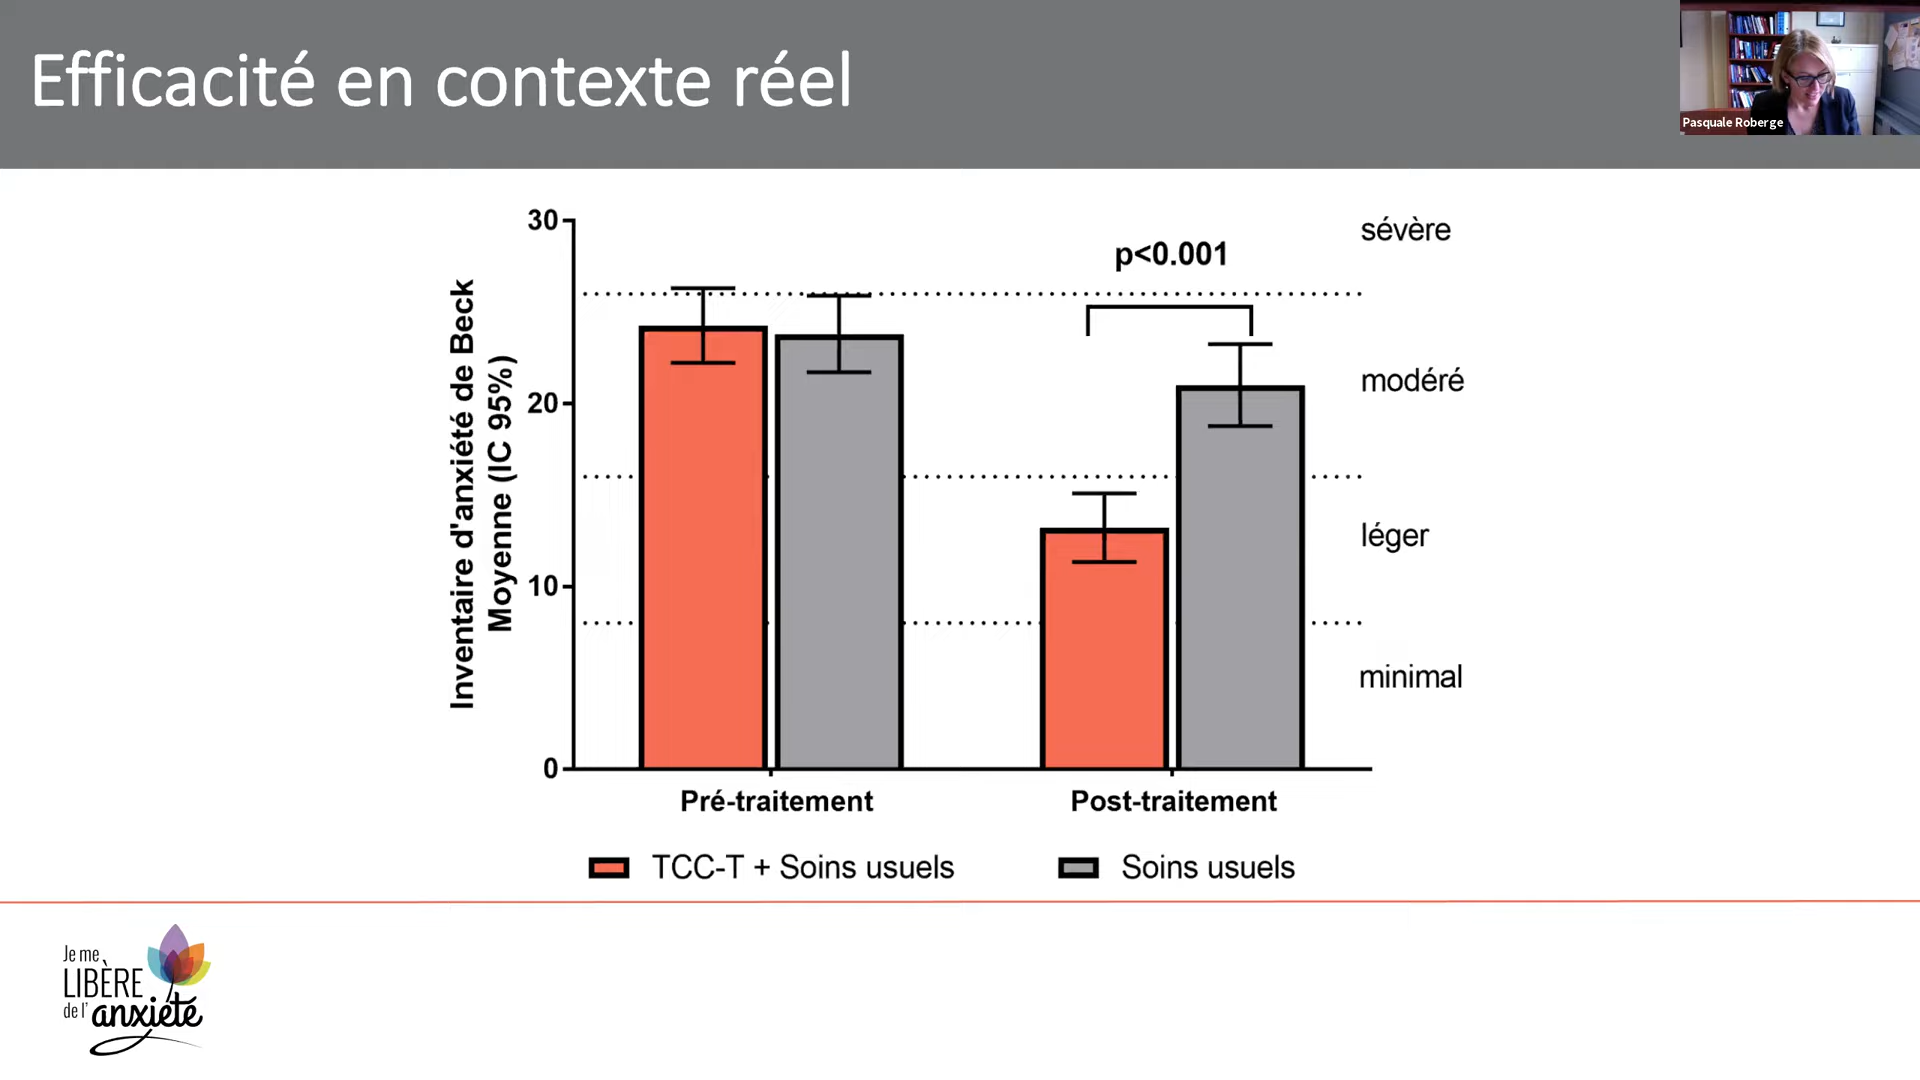 Efficacité en contexte réel
Pasquale Roberge
Inventaire d'anxiété de Beck
Moyenne (IC 95%)
30
20
10
0
p<0.001
sévère
modéré
léger
minimal
Pré-traitement
Post-traitement
TCC-T + Soins usuels
Soins usuels
Je me
LIBÈRE
de l'anxiété